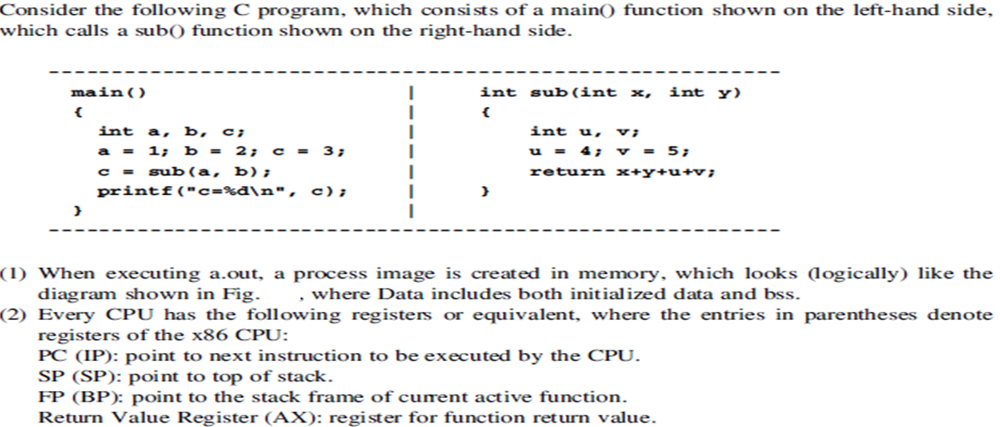 Consider the following C program, which consists of a main() function shown on the left-hand side,
which calls a sub() function shown on the right-hand side.
----------------------------------------------------------
main() | int sub(int x, int y)
{ | {
int a, b, c; | int u, v;
a = 1; b = 2; c = 3; | u = 4; v = 5;
c = sub(a, b); | return x+y+u+v;
printf("c=%d\n", c); | }
} |
----------------------------------------------------------
(1) When executing a.out, a process image is created in memory, which looks (logically) like the
diagram shown in Fig. , where Data includes both initialized data and bss.
(2) Every CPU has the following registers or equivalent, where the entries in parentheses denote
registers of the x86 CPU:
PC (IP): point to next instruction to be executed by the CPU.
SP (SP): point to top of stack.
FP (BP): point to the stack frame of current active function.
Return Value Register (AX): register for function return value.